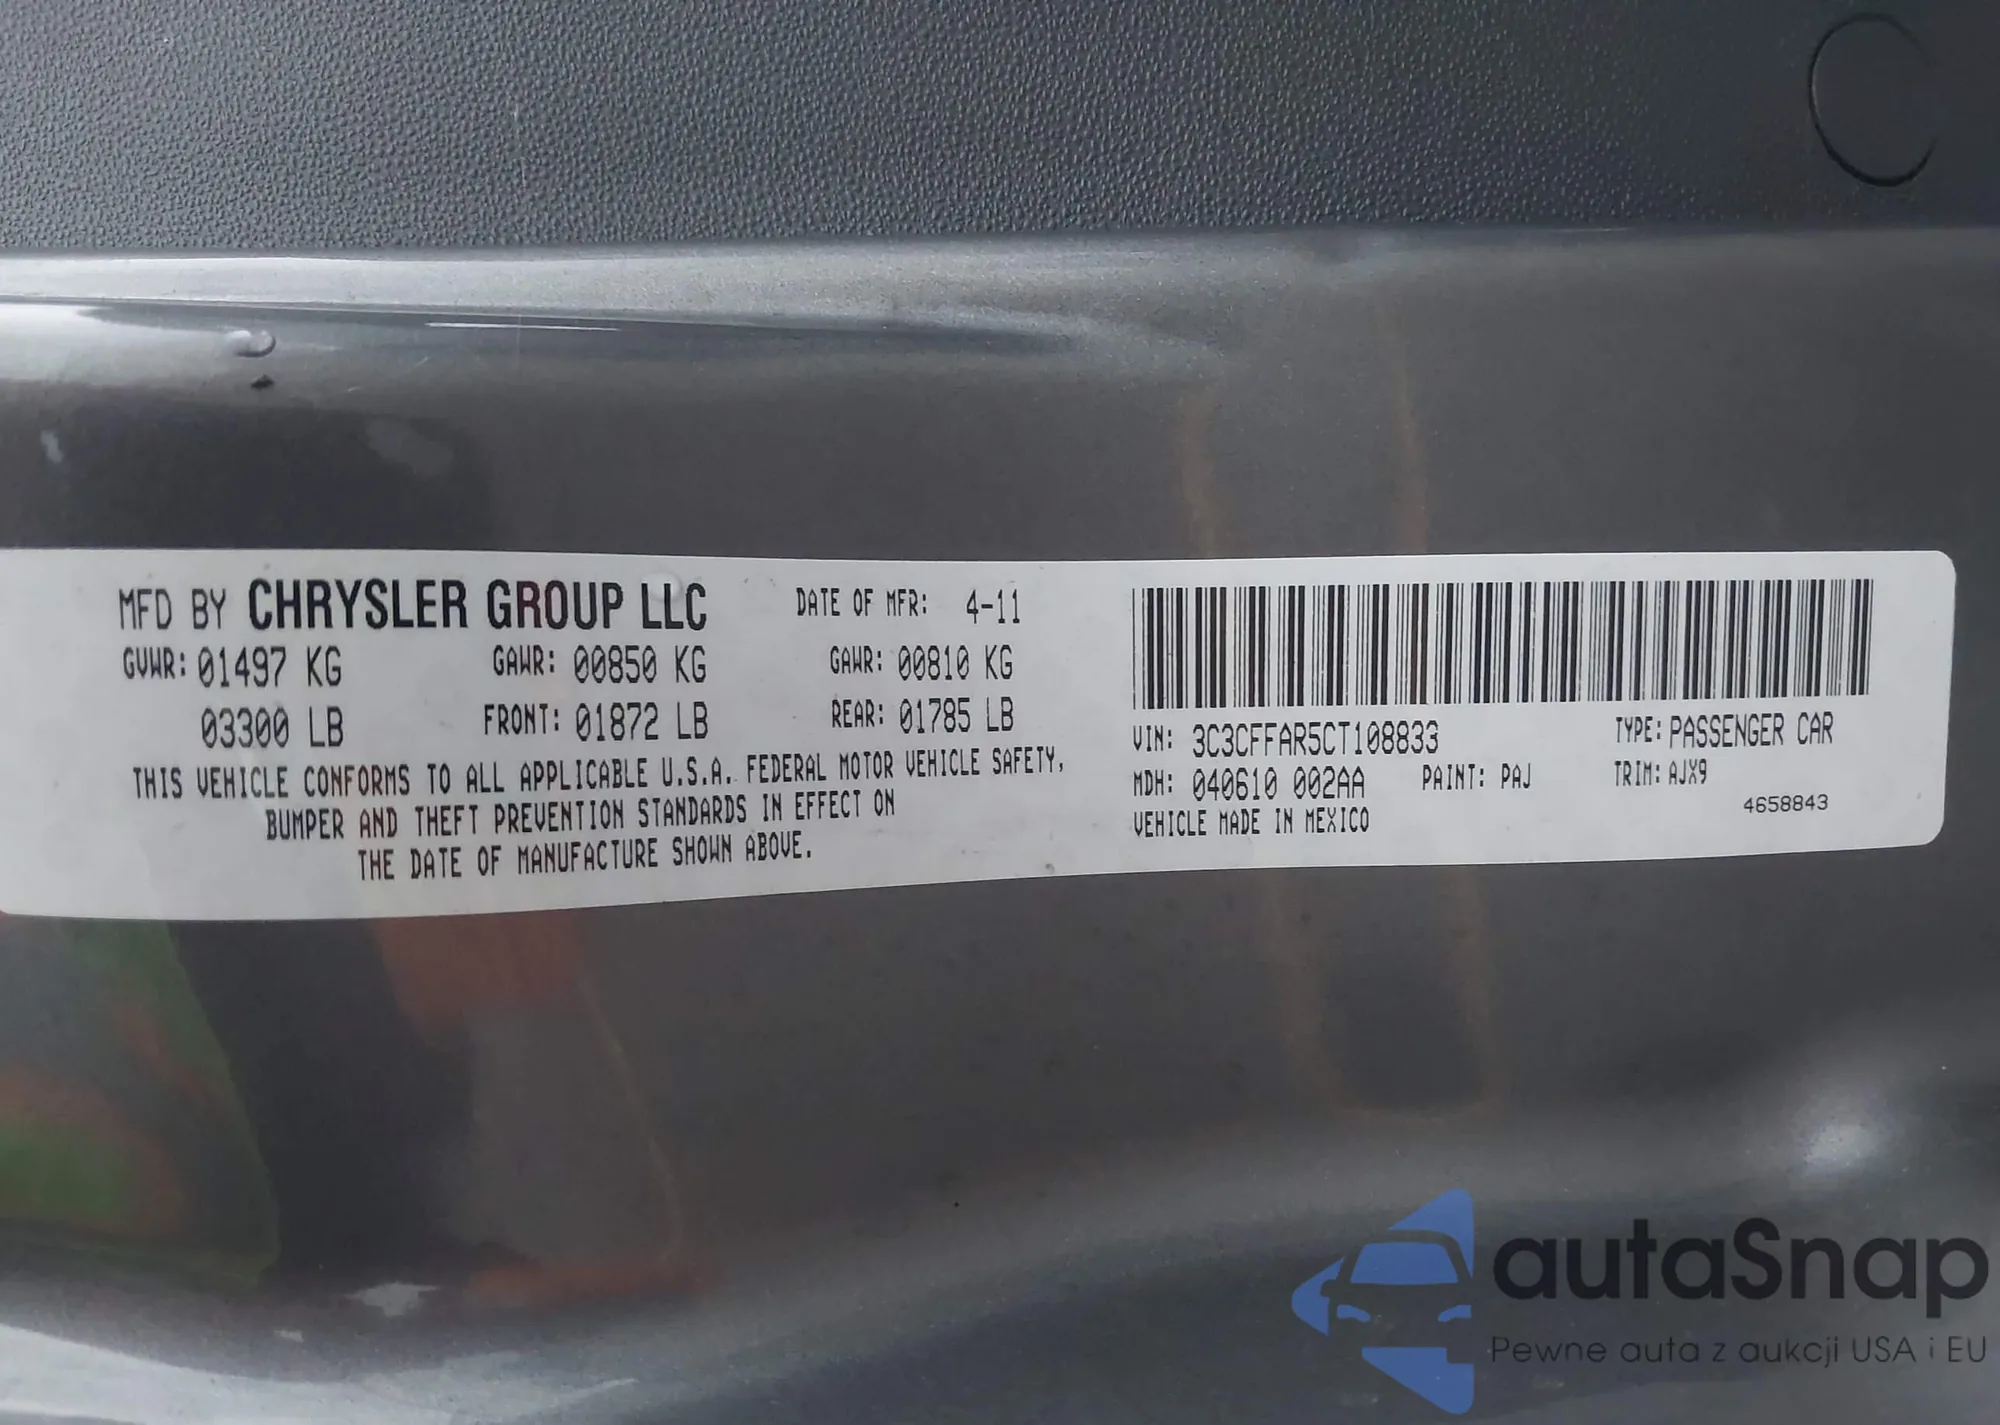 MFD BY CHRYSLER GROUP LLC DATE OF MFR: 4-11
GVWR: 01497 KG GAWR: 00850 KG GAWR: 00810 KG
03300 LB FRONT: 01872 LB REAR: 01785 LB
THIS VEHICLE CONFORMS TO ALL APPLICABLE U.S.A. FEDERAL MOTOR VEHICLE SAFETY,
BUMPER AND THEFT PREVENTION STANDARDS IN EFFECT ON
THE DATE OF MANUFACTURE SHOWN ABOVE.
VIN: 3C3CFFAR5CT108833 TYPE: PASSENGER CAR
MDH: 040610 002AA PAINT: PAJ TRIM: AJX9
VEHICLE MADE IN MEXICO 4658843
autaSnap
Pewne auta z aukcji USA i EU